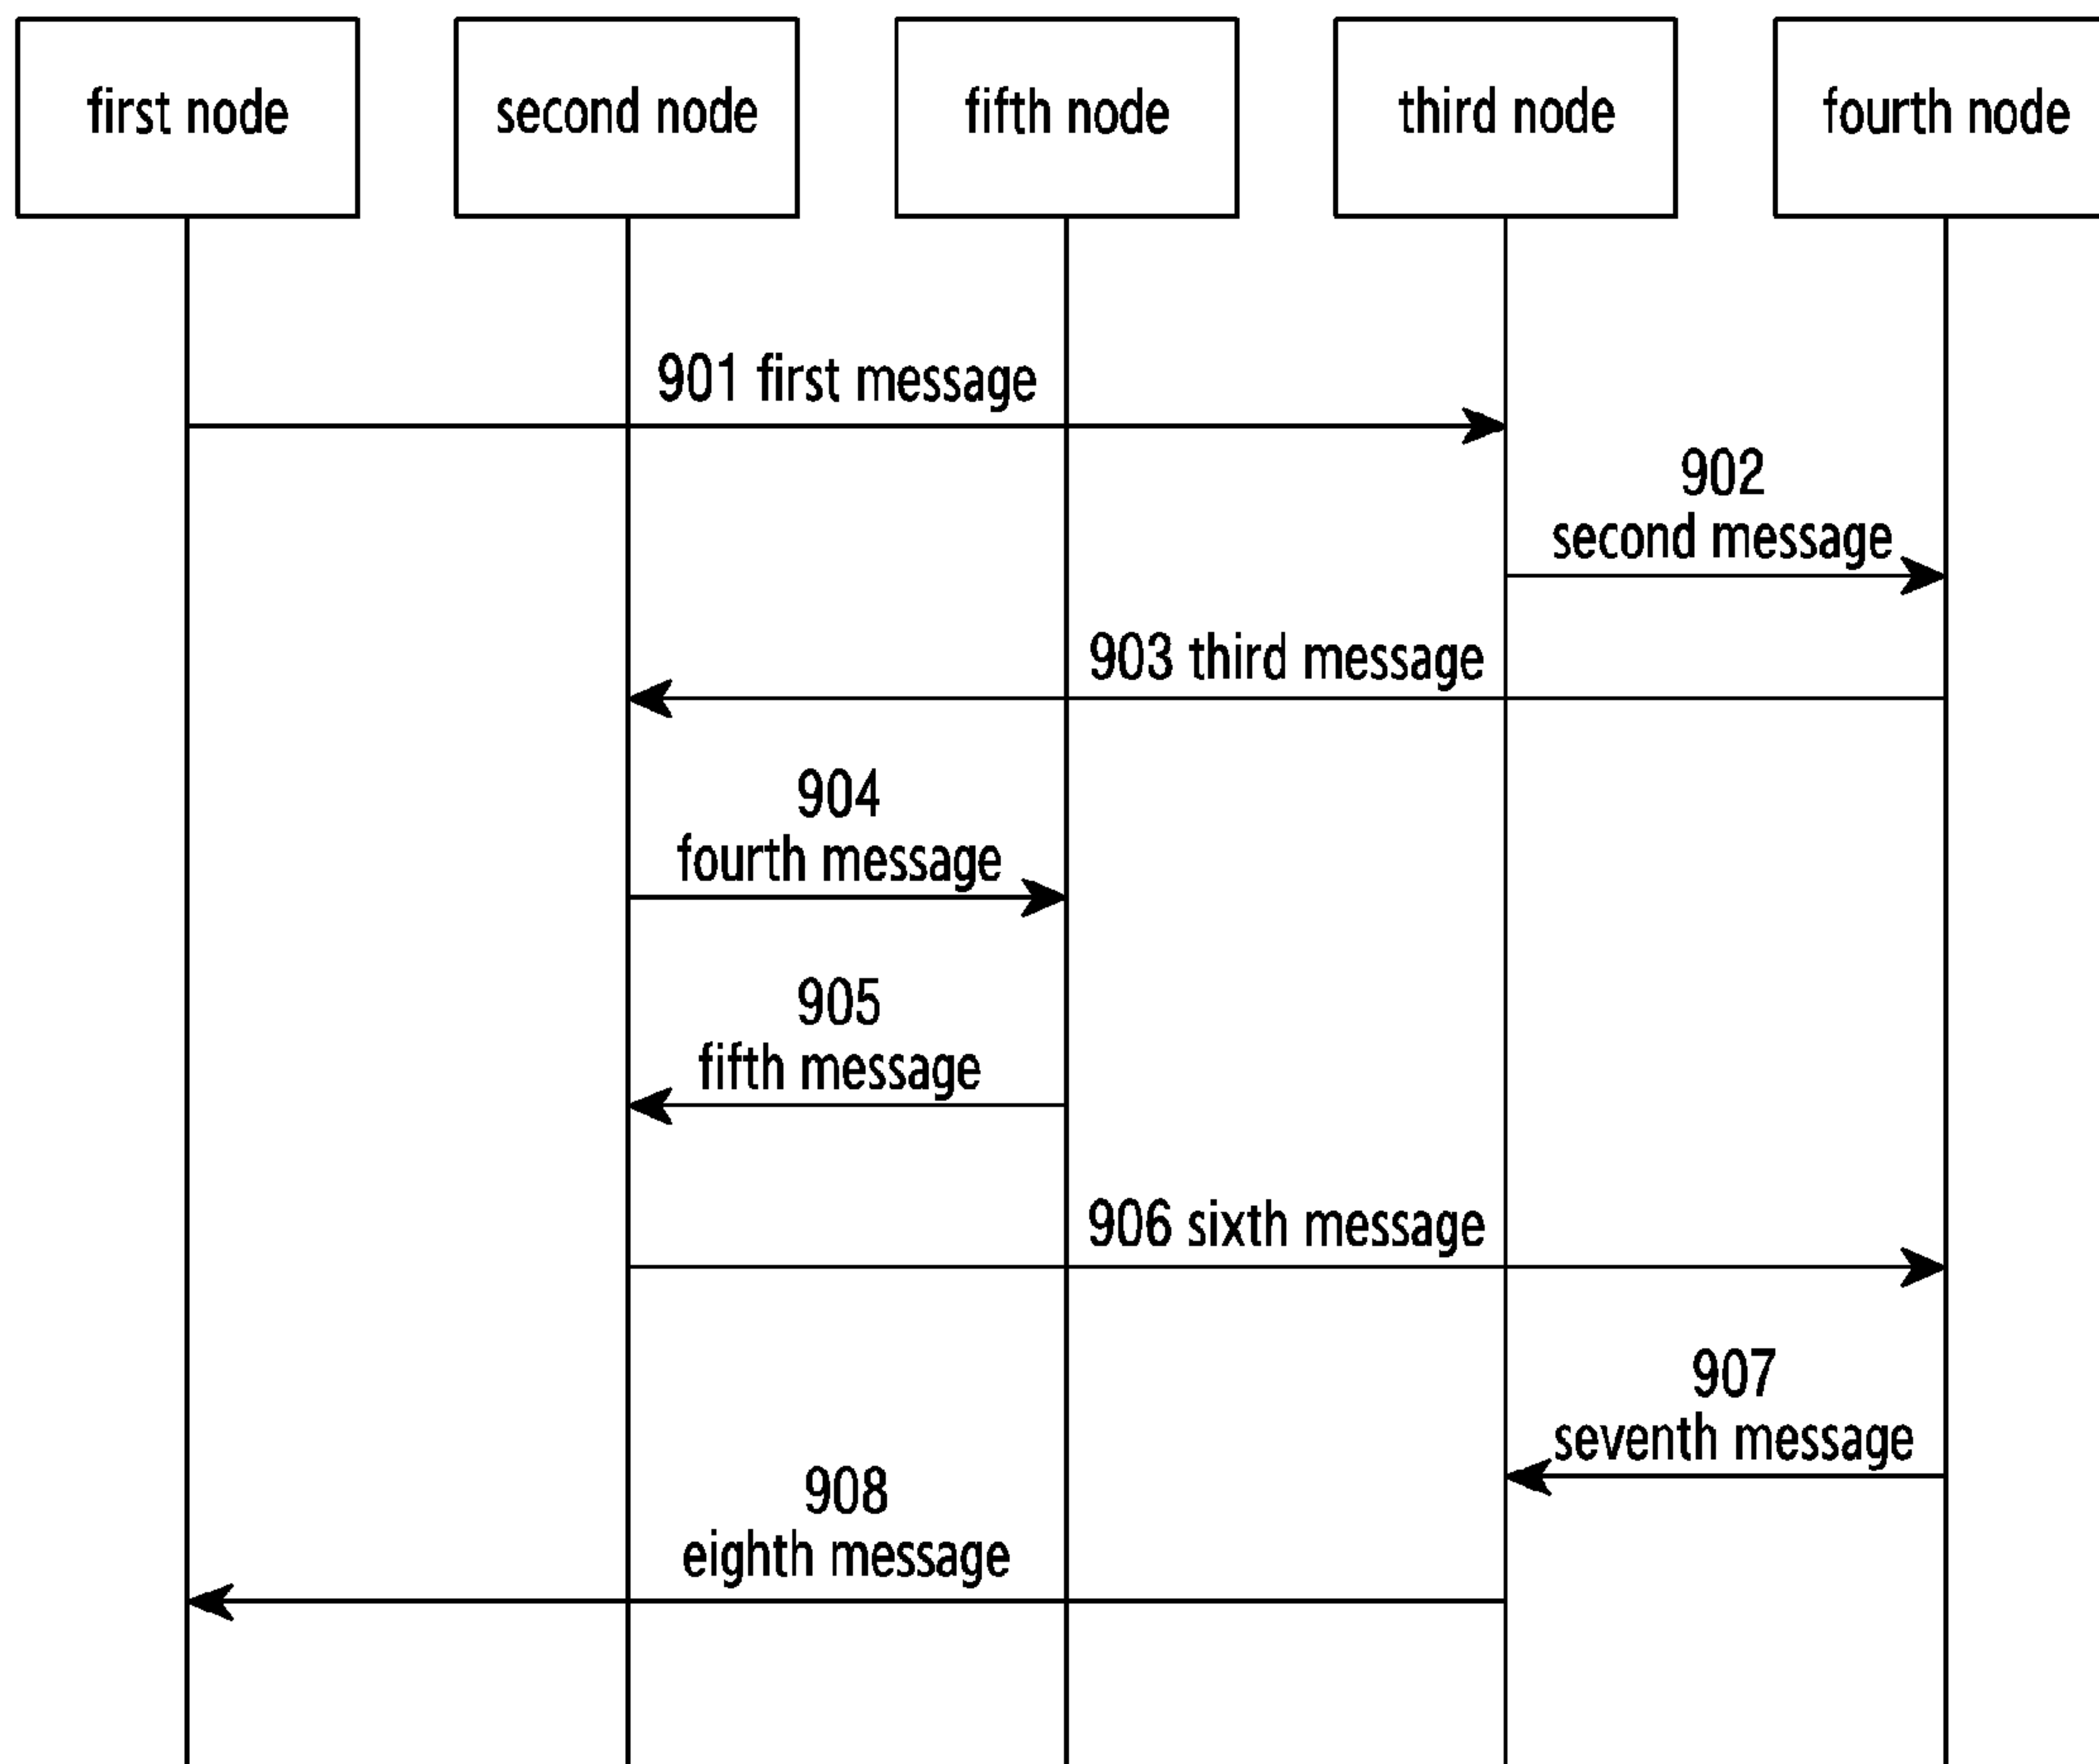 first node
second node
fifth node
third node
fourth node
901 first message
902
second message
903 third message
904
fourth message
905
fifth message
906 sixth message
907
seventh message
908
eighth message